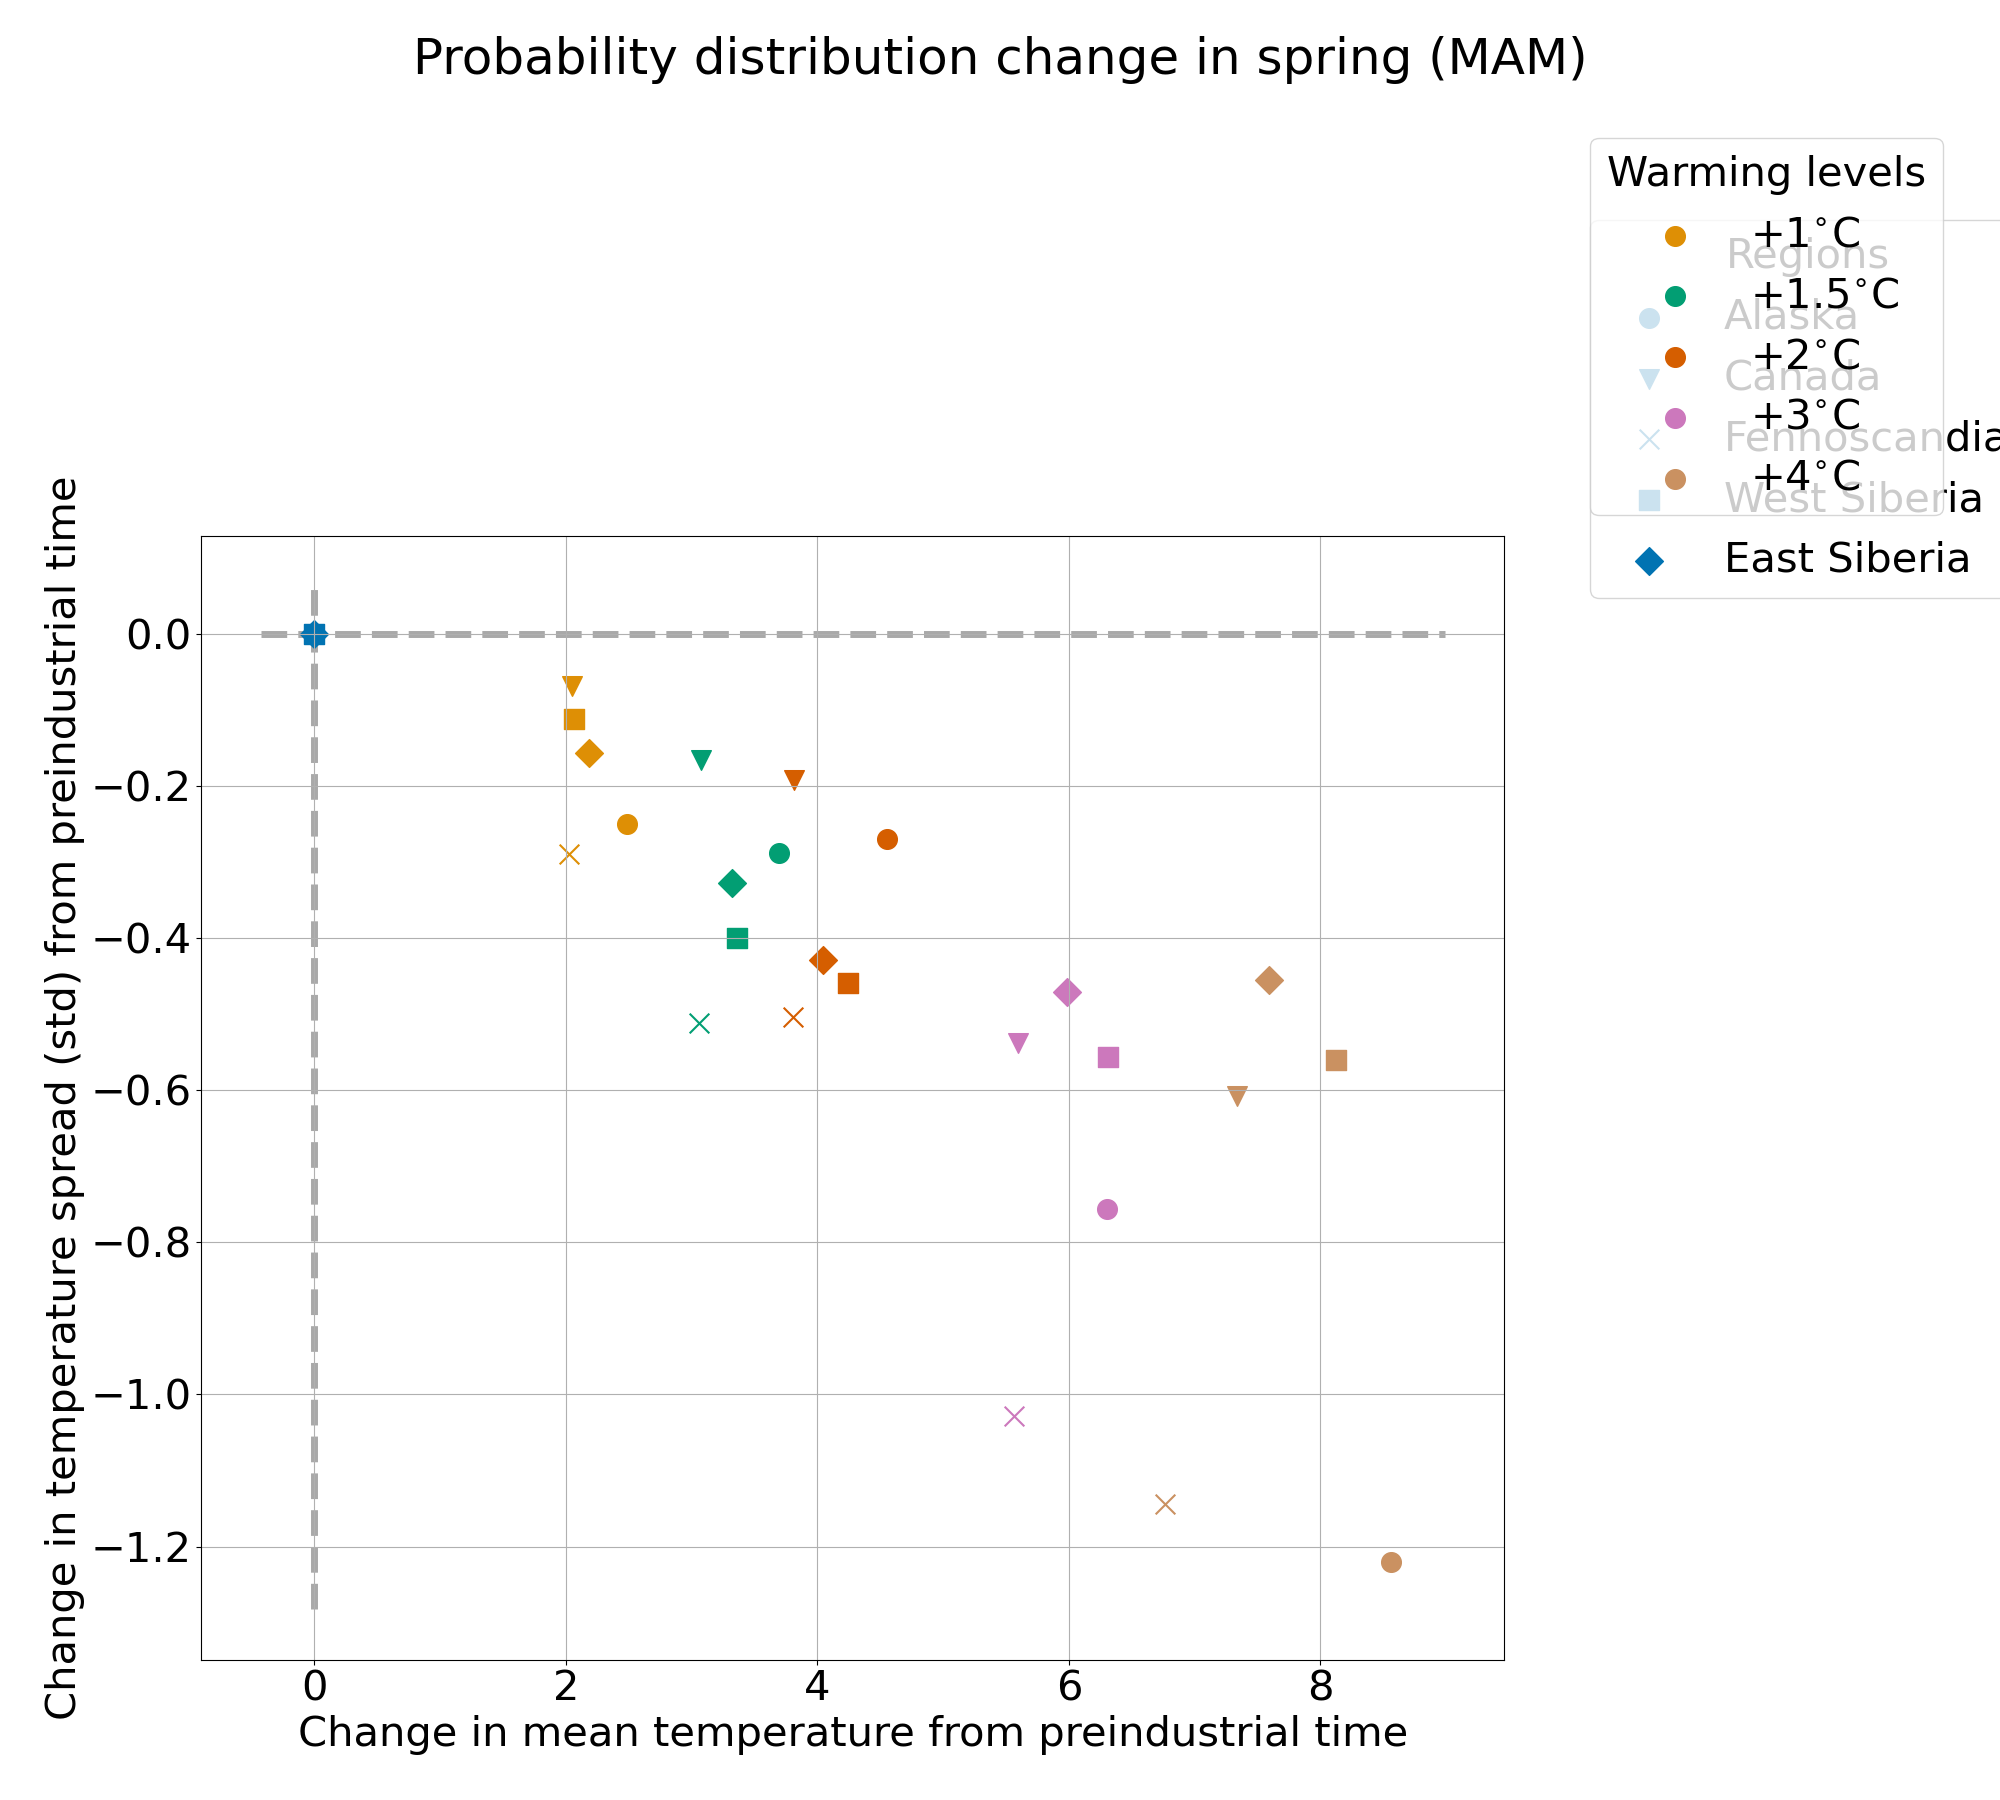 Probability distribution change in spring (MAM)
Warming levels
+1°C
+1.5°C
+2°C
+3°C
+4°C
Regions
Alaska
Canada
Fennoscandia
West Siberia
East Siberia
Change in temperature spread (std) from preindustrial time
0.0
−0.2
−0.4
−0.6
−0.8
−1.0
−1.2
0 2 4 6 8
Change in mean temperature from preindustrial time